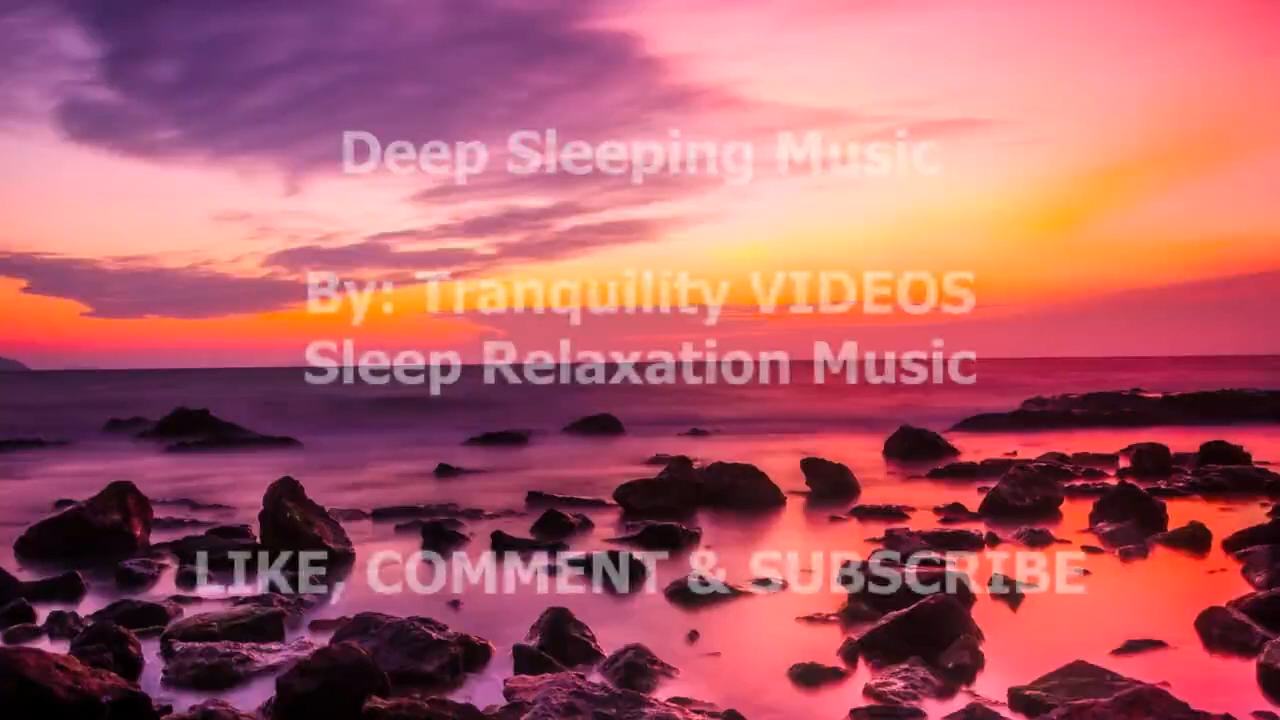 Deep Sleeping Music
By: Tranquility VIDEOS
Sleep Relaxation Music
LIKE, COMMENT & SUBSCRIBE